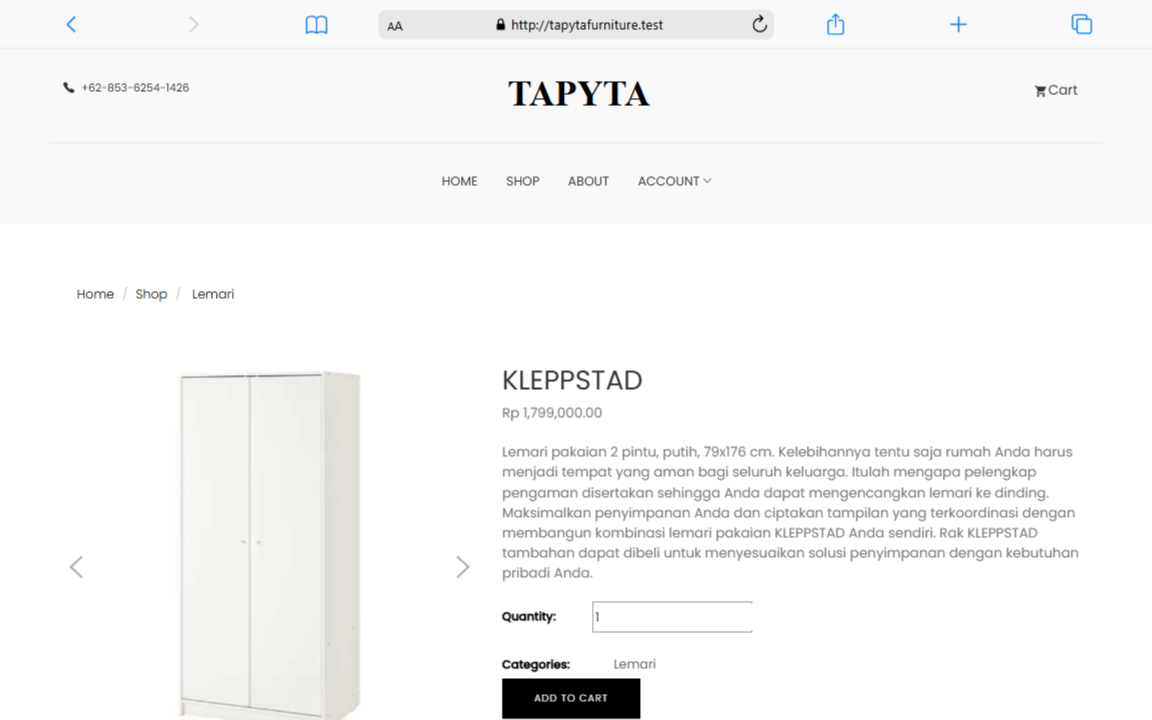 AA
http://tapytafurniture.test
+62-853-6254-1426
TAPYTA
Cart
HOME
SHOP
ABOUT
ACCOUNT
Home / Shop / Lemari
KLEPPSTAD
Rp 1,799,000.00
Lemari pakaian 2 pintu, putih, 79x176 cm. Kelebihannya tentu saja rumah Anda harus
menjadi tempat yang aman bagi seluruh keluarga. Itulah mengapa pelengkap
pengaman disertakan sehingga Anda dapat mengencangkan lemari ke dinding.
Maksimalkan penyimpanan Anda dan ciptakan tampilan yang terkoordinasi dengan
membangun kombinasi lemari pakaian KLEPPSTAD Anda sendiri. Rak KLEPPSTAD
tambahan dapat dibeli untuk menyesuaikan solusi penyimpanan dengan kebutuhan
pribadi Anda.
Quantity: 1
Categories: Lemari
ADD TO CART